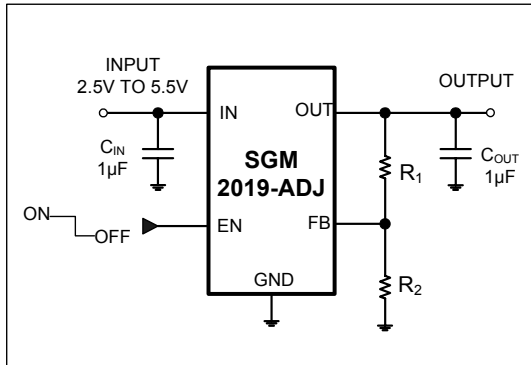 INPUT
2.5V TO 5.5V
OUTPUT
IN
OUT
CIN
1µF
SGM
2019-ADJ
R1
COUT
1µF
ON
OFF
EN
FB
GND
R2